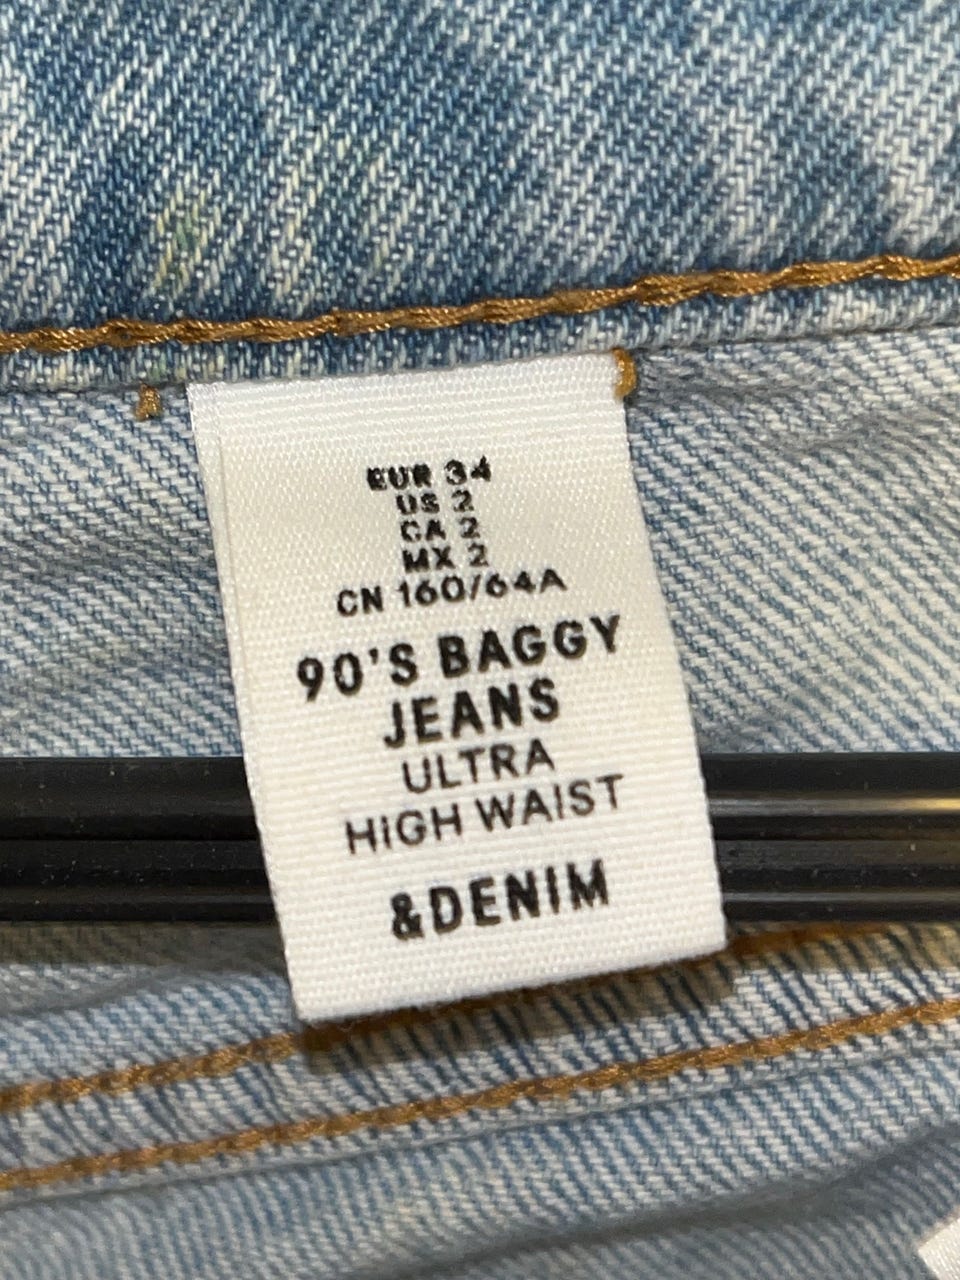 EUR 34
US 2
CA 2
MX 2
CN 160/64A
90'S BAGGY
JEANS
ULTRA
HIGH WAIST
&DENIM